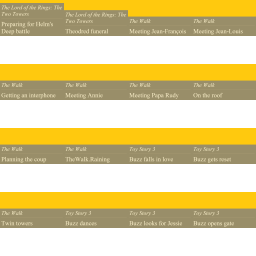 The Lord of the Rings: The
Two Towers
Preparing for Helm's
Deep battle
The Lord of the Rings: The
Two Towers
Theodred funeral
The Walk
Meeting Jean-François
The Walk
Meeting Jean-Louis
The Walk
Getting an interphone
The Walk
Meeting Annie
The Walk
Meeting Papa Rudy
The Walk
On the roof
The Walk
Planning the coup
The Walk
TheWalk.Raining
Toy Story 3
Buzz falls in love
Toy Story 3
Buzz gets reset
The Walk
Twin towers
Toy Story 3
Buzz dances
Toy Story 3
Buzz looks for Jessie
Toy Story 3
Buzz opens gate